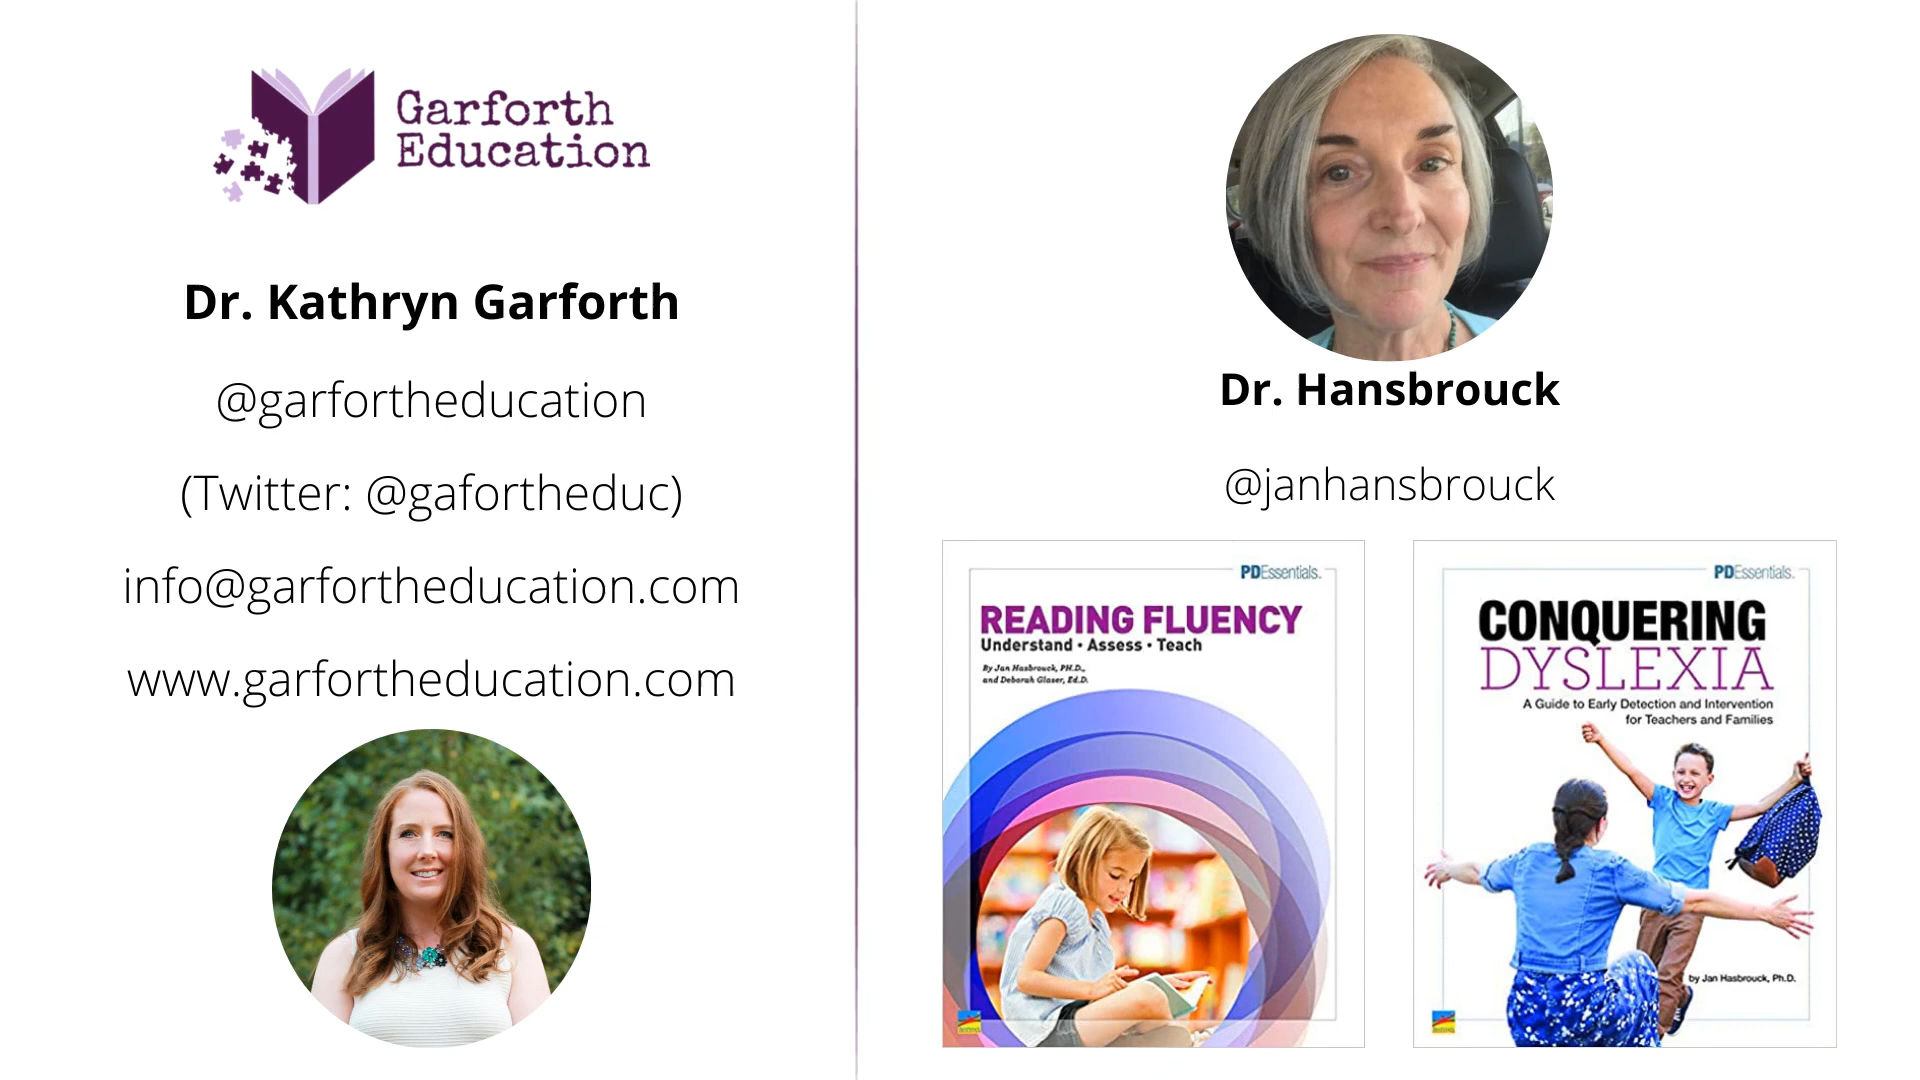 Garforth
Education
Dr. Kathryn Garforth
@garfortheducation
(Twitter: @gafortheduc)
info@garfortheducation.com
www.garfortheducation.com
Dr. Hansbrouck
@janhansbrouck
PDEssentials™
READING FLUENCY
Understand • Assess • Teach
By Jan Hasbrouck, PH.D.,
and Deborah Glaser, Ed.D.
PDEssentials™
CONQUERING
DYSLEXIA
A Guide to Early Detection and Intervention
for Teachers and Families
by Jan Hasbrouck, Ph.D.